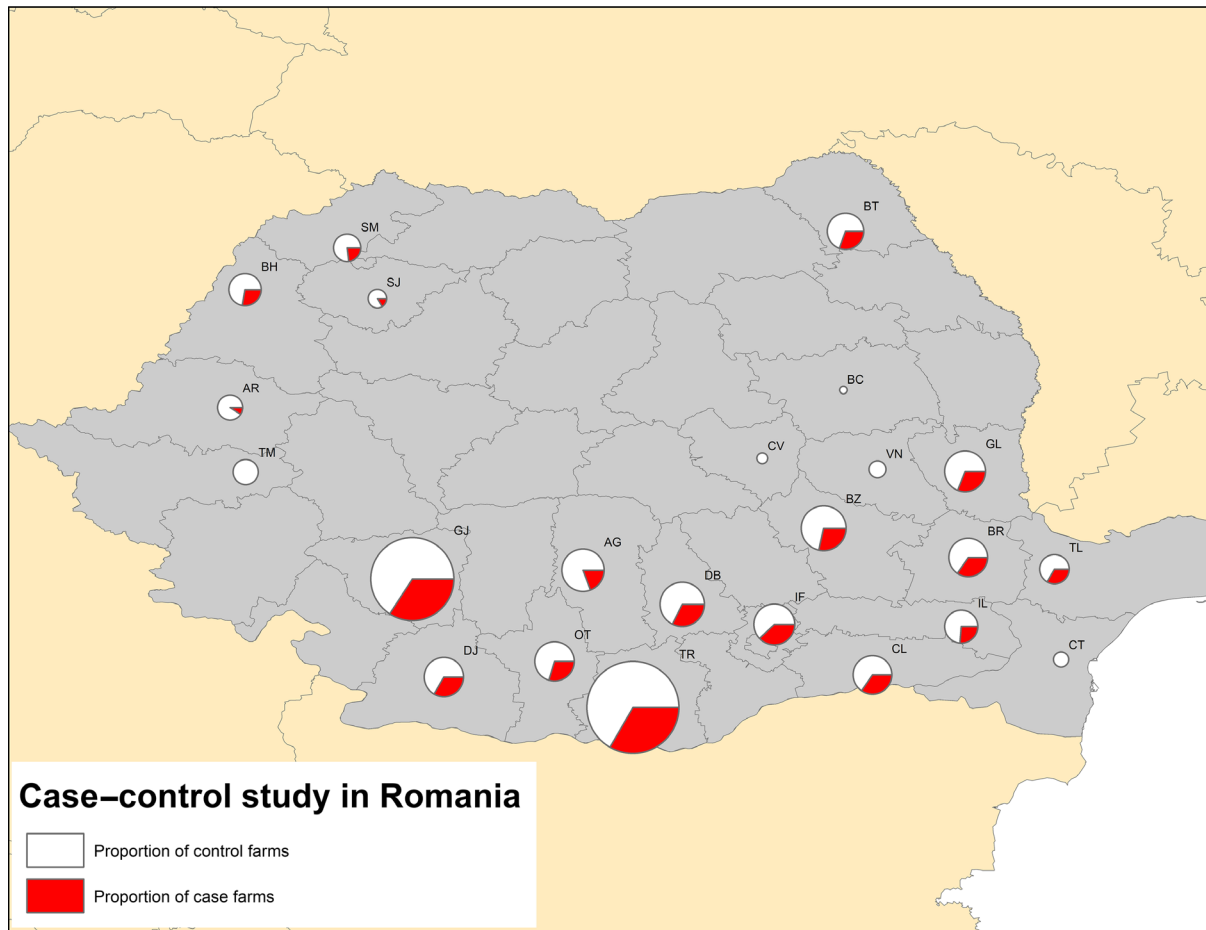 BT
SM
BH
SJ
AR
BC
TM
CV
VN
GL
BZ
GJ
AG
BR
TL
DB
IF
IL
OT
DJ
TR
CL
CT
Case–control study in Romania
Proportion of control farms
Proportion of case farms